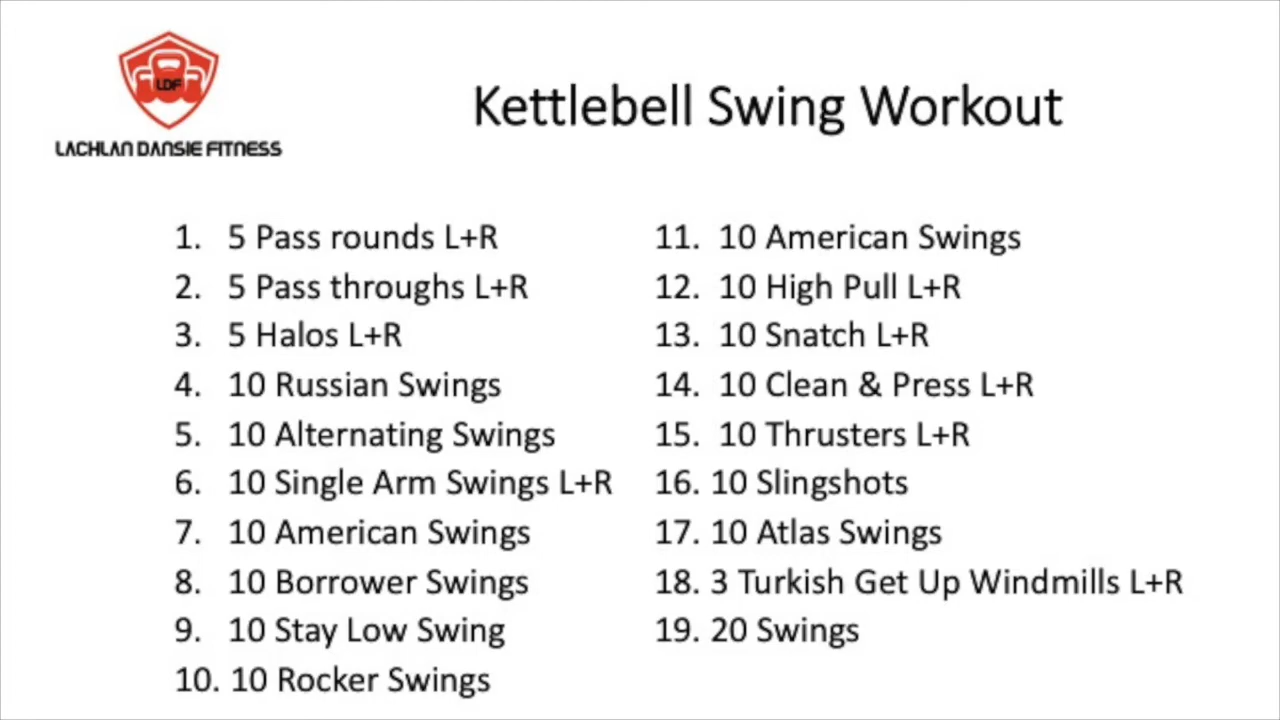 LDF
LACHLAN DANSIE FITNESS
Kettlebell Swing Workout
1. 5 Pass rounds L+R
2. 5 Pass throughs L+R
3. 5 Halos L+R
4. 10 Russian Swings
5. 10 Alternating Swings
6. 10 Single Arm Swings L+R
7. 10 American Swings
8. 10 Borrower Swings
9. 10 Stay Low Swing
10. 10 Rocker Swings
11. 10 American Swings
12. 10 High Pull L+R
13. 10 Snatch L+R
14. 10 Clean & Press L+R
15. 10 Thrusters L+R
16. 10 Slingshots
17. 10 Atlas Swings
18. 3 Turkish Get Up Windmills L+R
19. 20 Swings